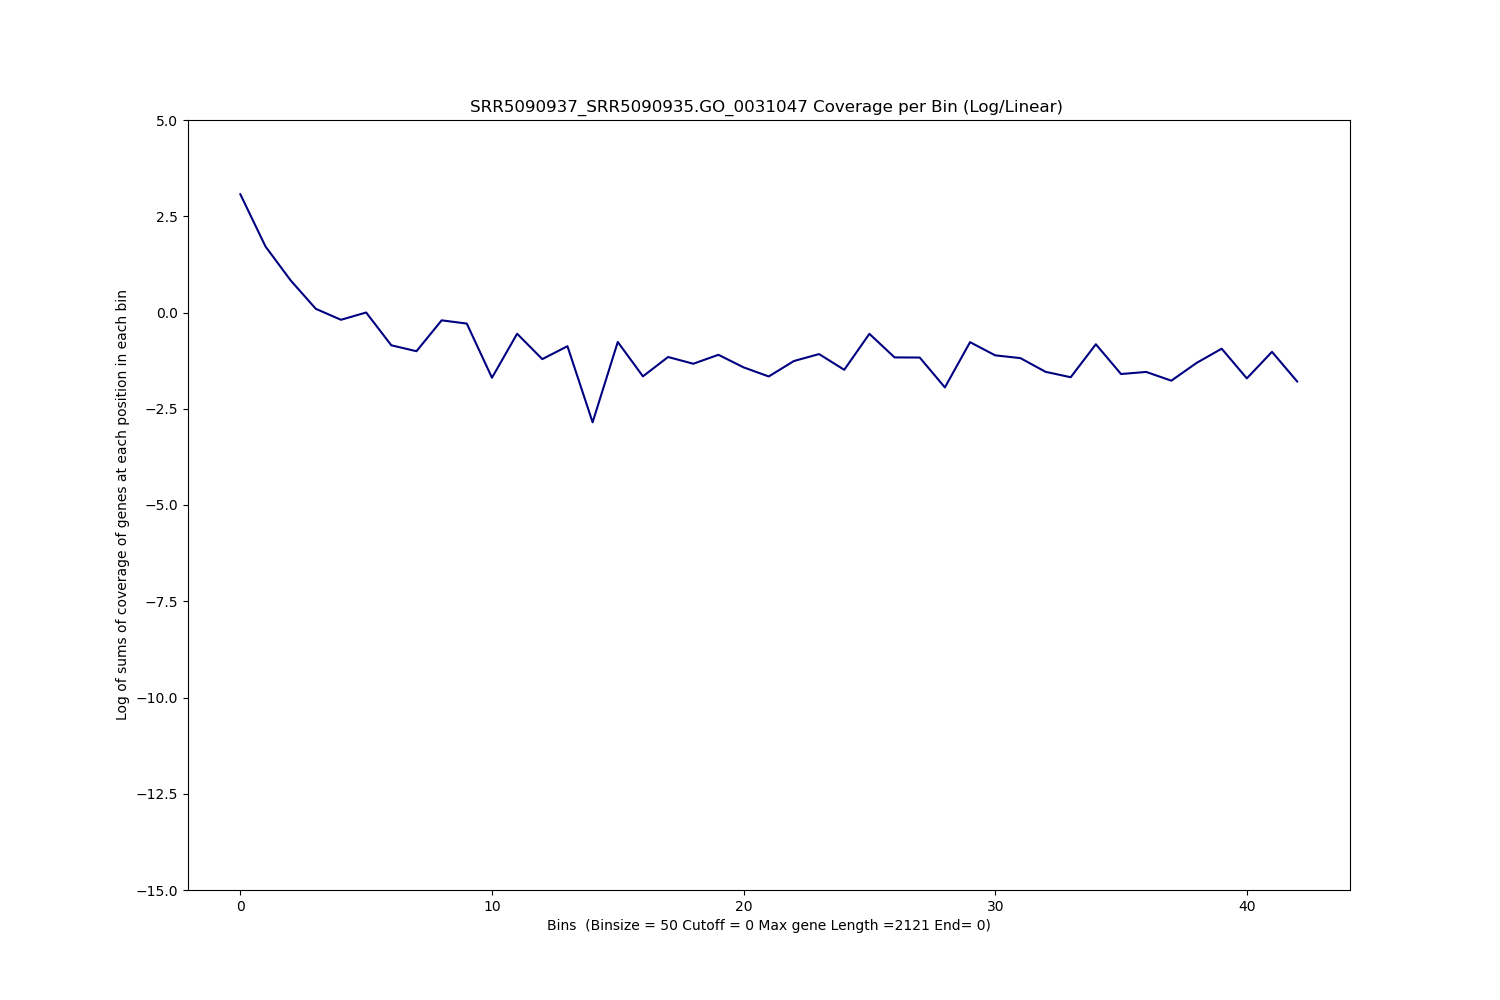 SRR5090937_SRR5090935.GO_0031047 Coverage per Bin (Log/Linear)
Log of sums of coverage of genes at each position in each bin
5.0
2.5
0.0
−2.5
−5.0
−7.5
−10.0
−12.5
−15.0
0 10 20 30 40
Bins  (Binsize = 50 Cutoff = 0 Max gene Length =2121 End= 0)